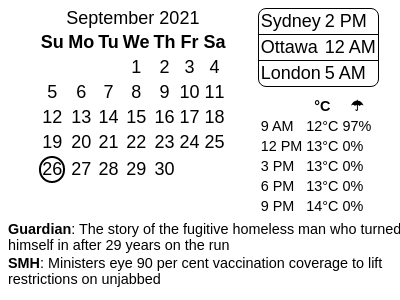 September 2021
Su Mo Tu We Th Fr Sa
1 2 3 4
5 6 7 8 9 10 11
12 13 14 15 16 17 18
19 20 21 22 23 24 25
26 27 28 29 30
Sydney 2 PM
Ottawa 12 AM
London 5 AM
°C ☂
9 AM 12°C 97%
12 PM 13°C 0%
3 PM 13°C 0%
6 PM 13°C 0%
9 PM 14°C 0%
Guardian: The story of the fugitive homeless man who turned
himself in after 29 years on the run
SMH: Ministers eye 90 per cent vaccination coverage to lift
restrictions on unjabbed